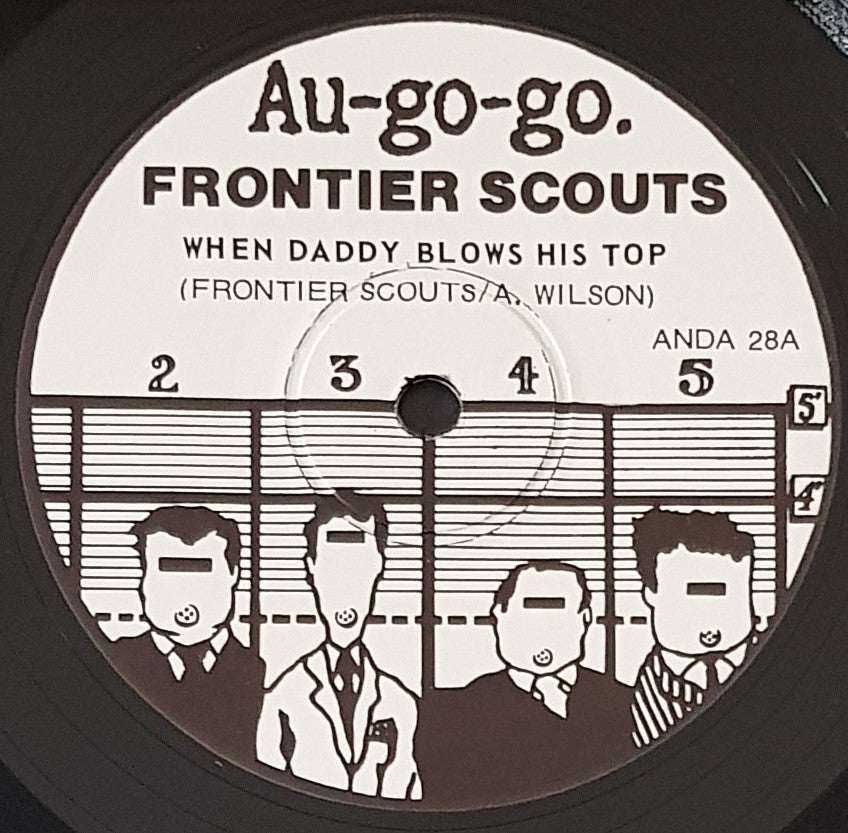 Au-go-go.
FRONTIER SCOUTS
WHEN DADDY BLOWS HIS TOP
(FRONTIER SCOUTS/A. WILSON)
ANDA 28A
2 3 4 5
5'
4'